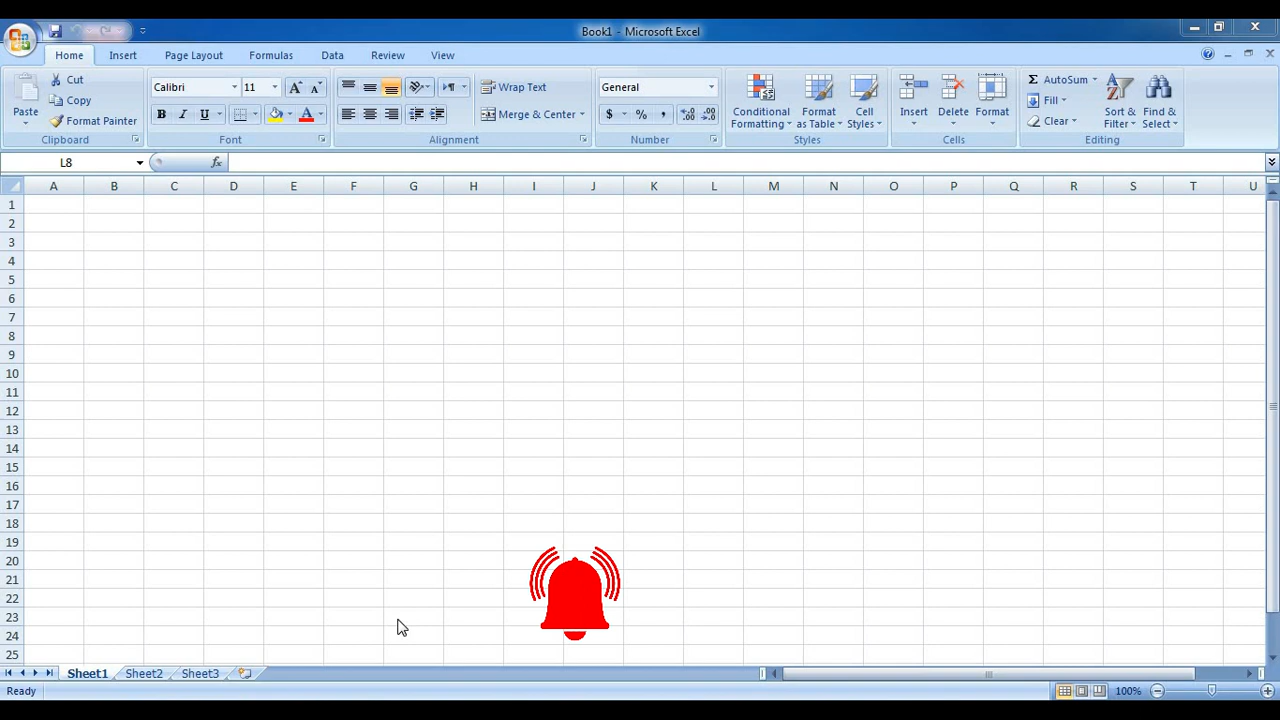 Book1 - Microsoft Excel
Home Insert Page Layout Formulas Data Review View
Paste
Cut
Copy
Format Painter
Clipboard
Calibri 11
B I U A
Font
Wrap Text
Merge & Center
Alignment
General
$ % ,
Number
Conditional Formatting
Format as Table
Cell Styles
Styles
Insert Delete Format
Cells
Σ AutoSum
Fill
Clear
Sort & Filter
Find & Select
Editing
L8 fx
A B C D E F G H I J K L M N O P Q R S T U
1
2
3
4
5
6
7
8
9
10
11
12
13
14
15
16
17
18
19
20
21
22
23
24
25
Sheet1 Sheet2 Sheet3
Ready 100%